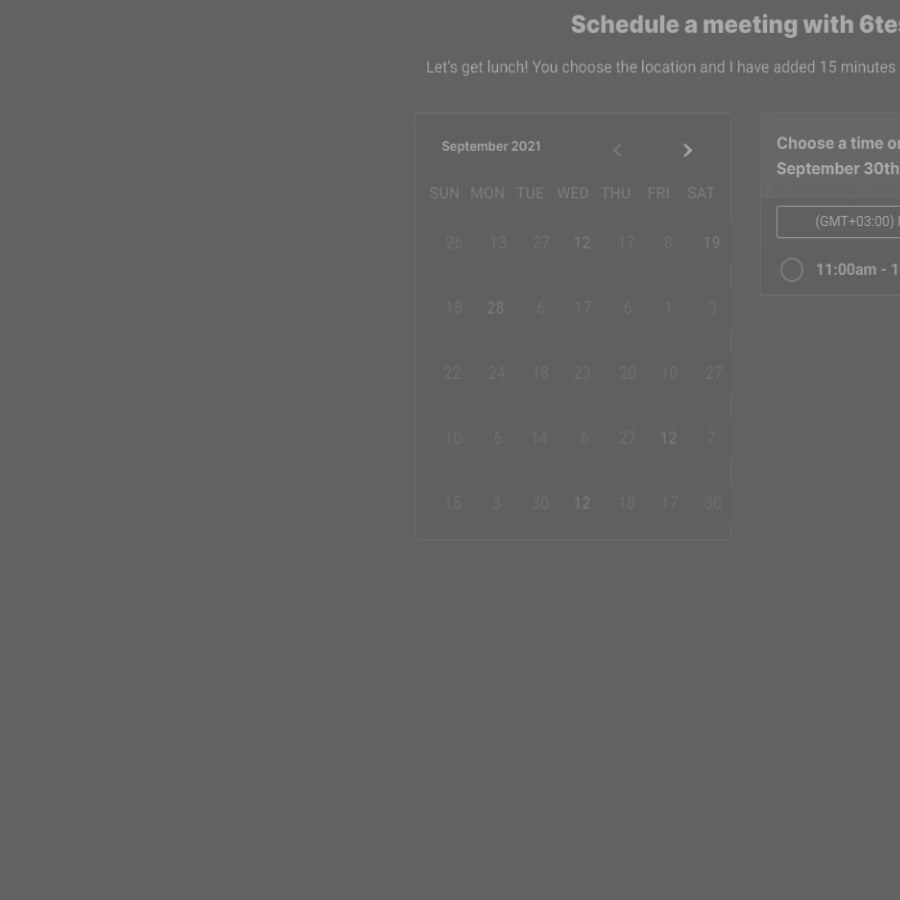 Schedule a meeting with 6tes
Let's get lunch! You choose the location and I have added 15 minutes
September 2021
SUN MON TUE WED THU FRI SAT
26 13 27 12 17 8 19
18 28 6 17 6 1 3
22 24 18 23 20 10 27
10 6 14 6 27 12 7
15 3 30 12 18 17 30
Choose a time o
September 30th
(GMT+03:00)
11:00am - 1